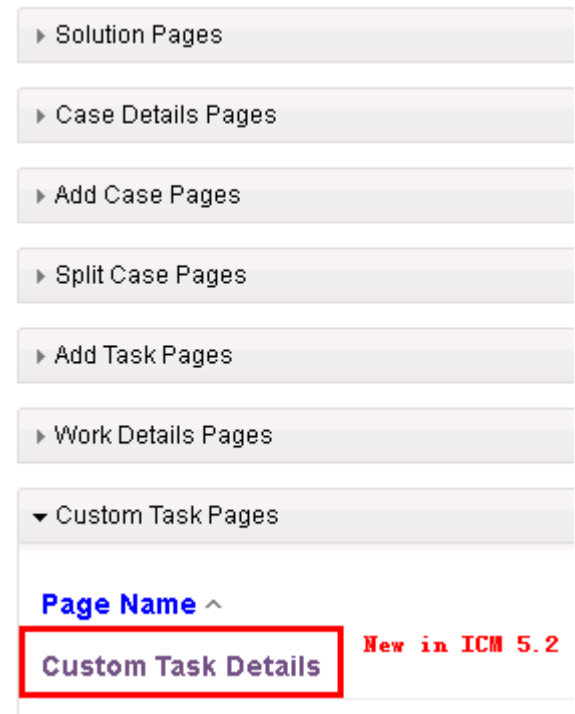 Solution Pages
Case Details Pages
Add Case Pages
Split Case Pages
Add Task Pages
Work Details Pages
Custom Task Pages
Page Name
New in ICM 5.2
Custom Task Details